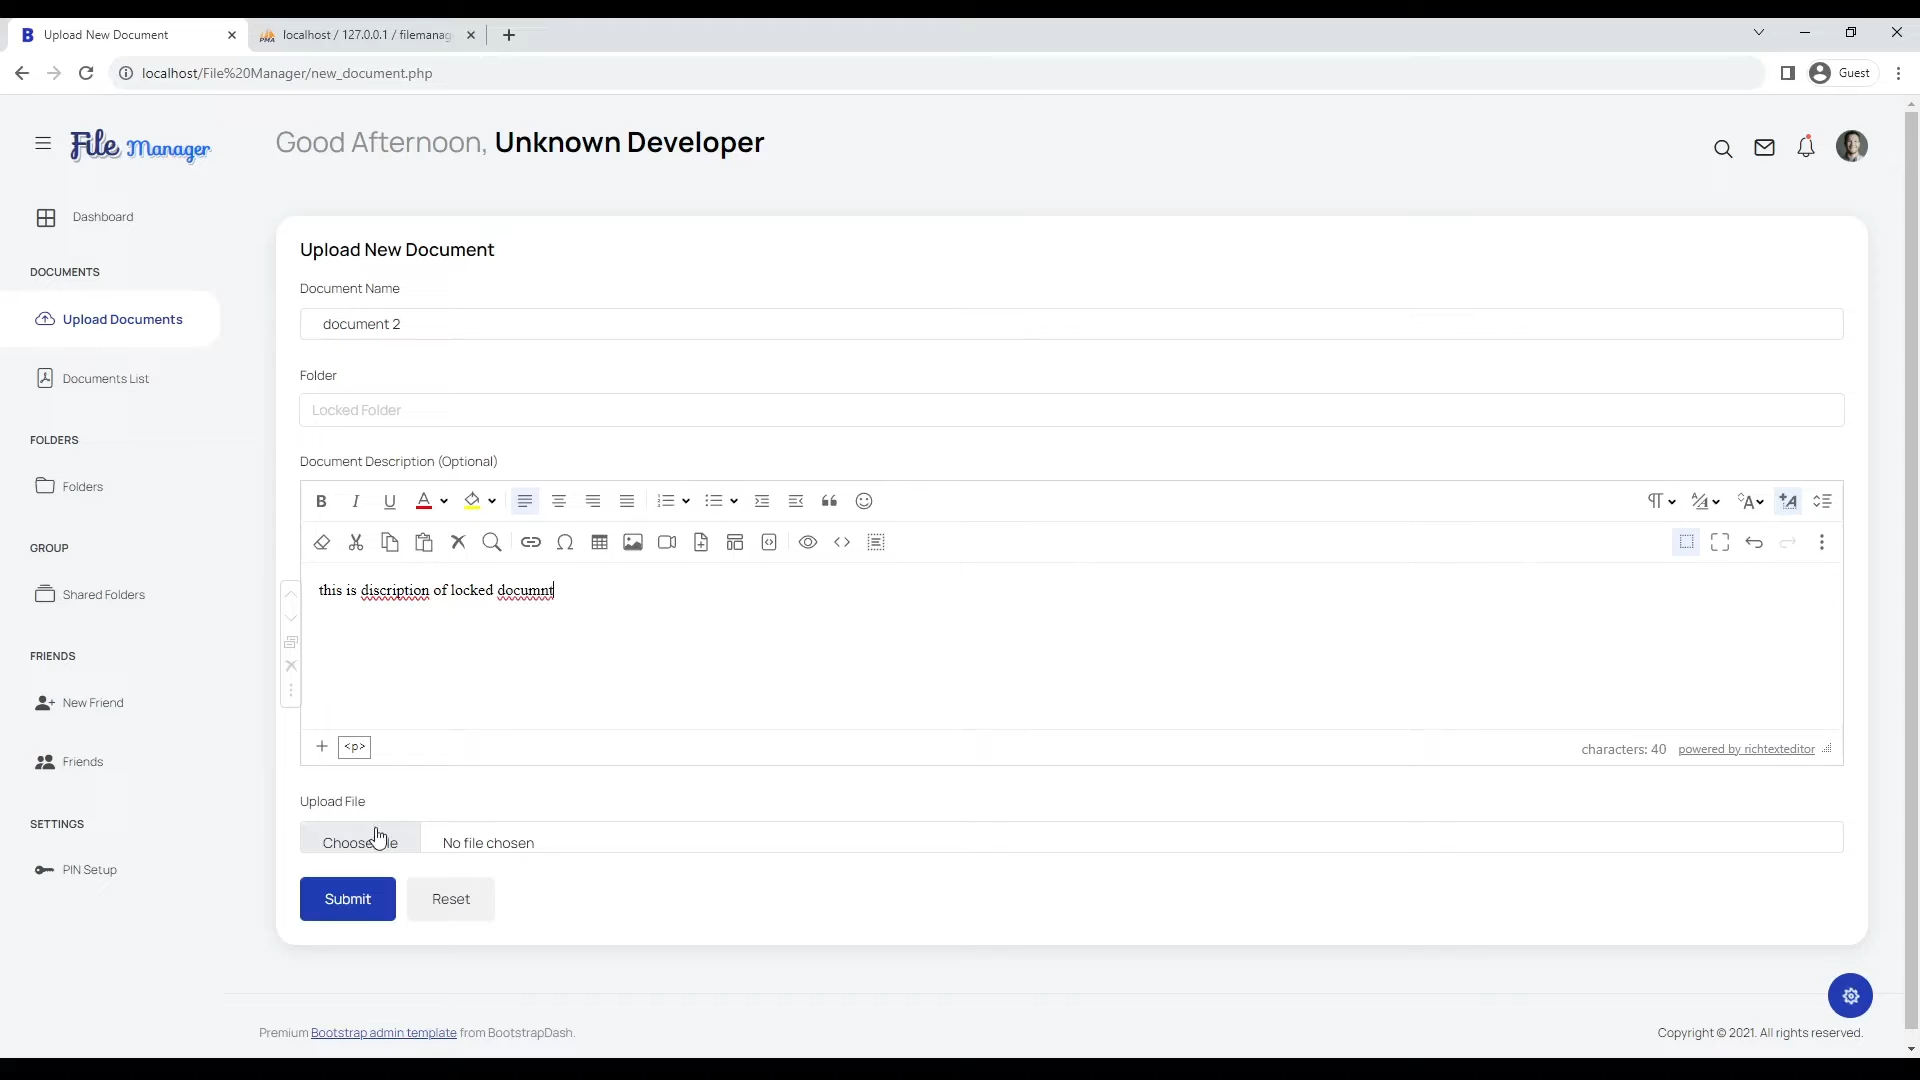 Upload New Document
localhost / 127.0.0.1 / filemanag
localhost/File%20Manager/new_document.php
Guest
File Manager
Good Afternoon, Unknown Developer
Dashboard
DOCUMENTS
Upload Documents
Documents List
FOLDERS
Folders
GROUP
Shared Folders
FRIENDS
New Friend
Friends
SETTINGS
PIN Setup
Upload New Document
Document Name
document 2
Folder
Locked Folder
Document Description (Optional)
this is discription of locked documnt
<p>
characters: 40 powered by richtexteditor
Upload File
No file chosen
Submit
Reset
Premium Bootstrap admin template from BootstrapDash.
Copyright © 2021. All rights reserved.